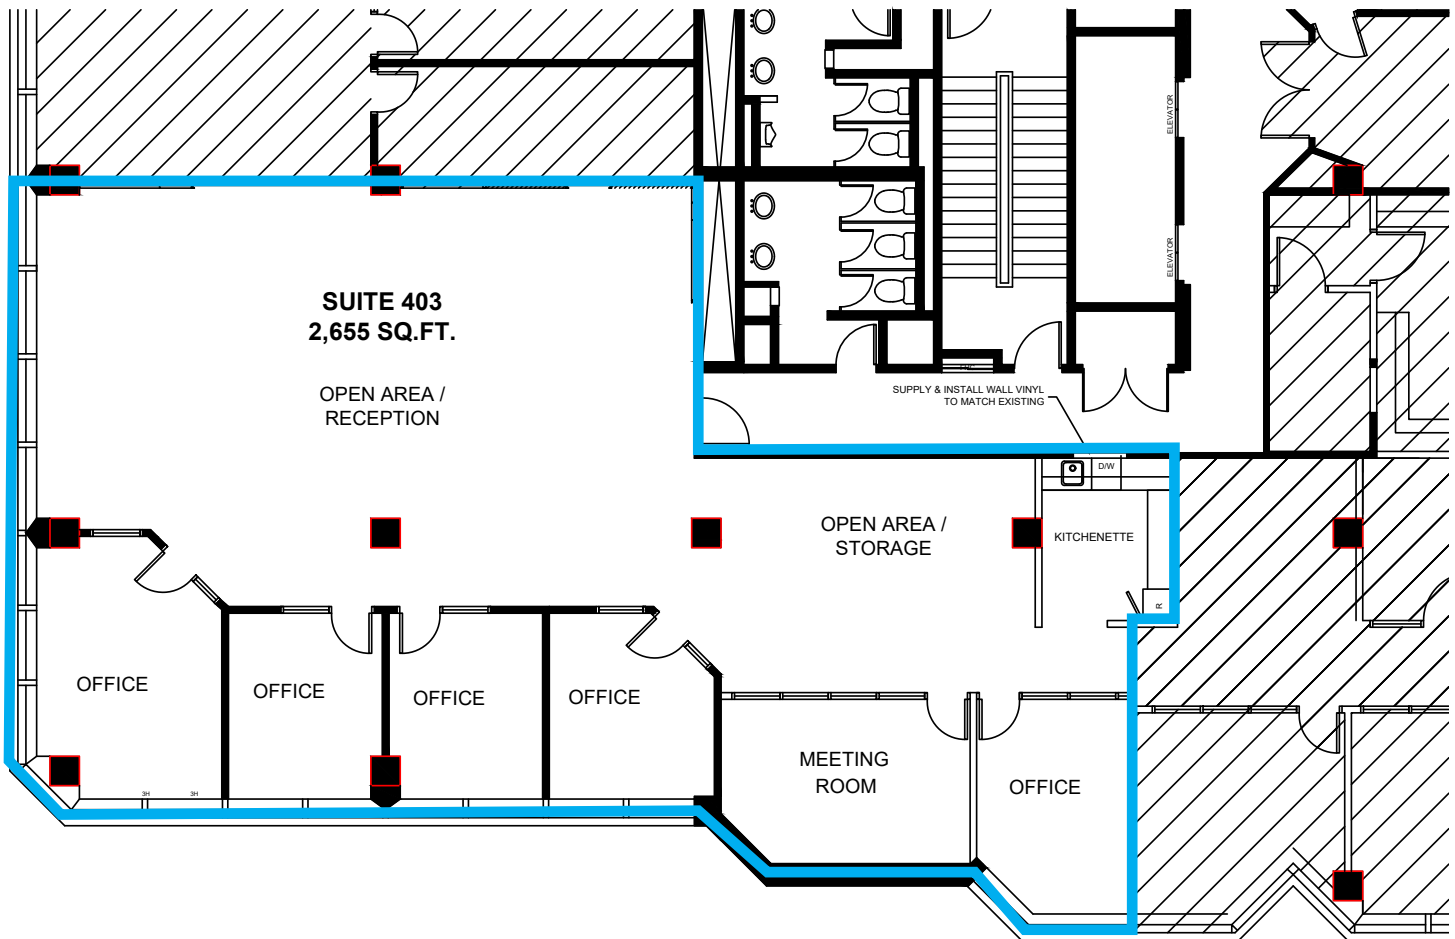 ELEVATOR
ELEVATOR
SUITE 403
2,655 SQ.FT.
OPEN AREA /
RECEPTION
SUPPLY & INSTALL WALL VINYL
TO MATCH EXISTING
D/W
OPEN AREA /
STORAGE
KITCHENETTE
R
OFFICE
OFFICE
OFFICE
OFFICE
MEETING
ROOM
OFFICE
3H
3H